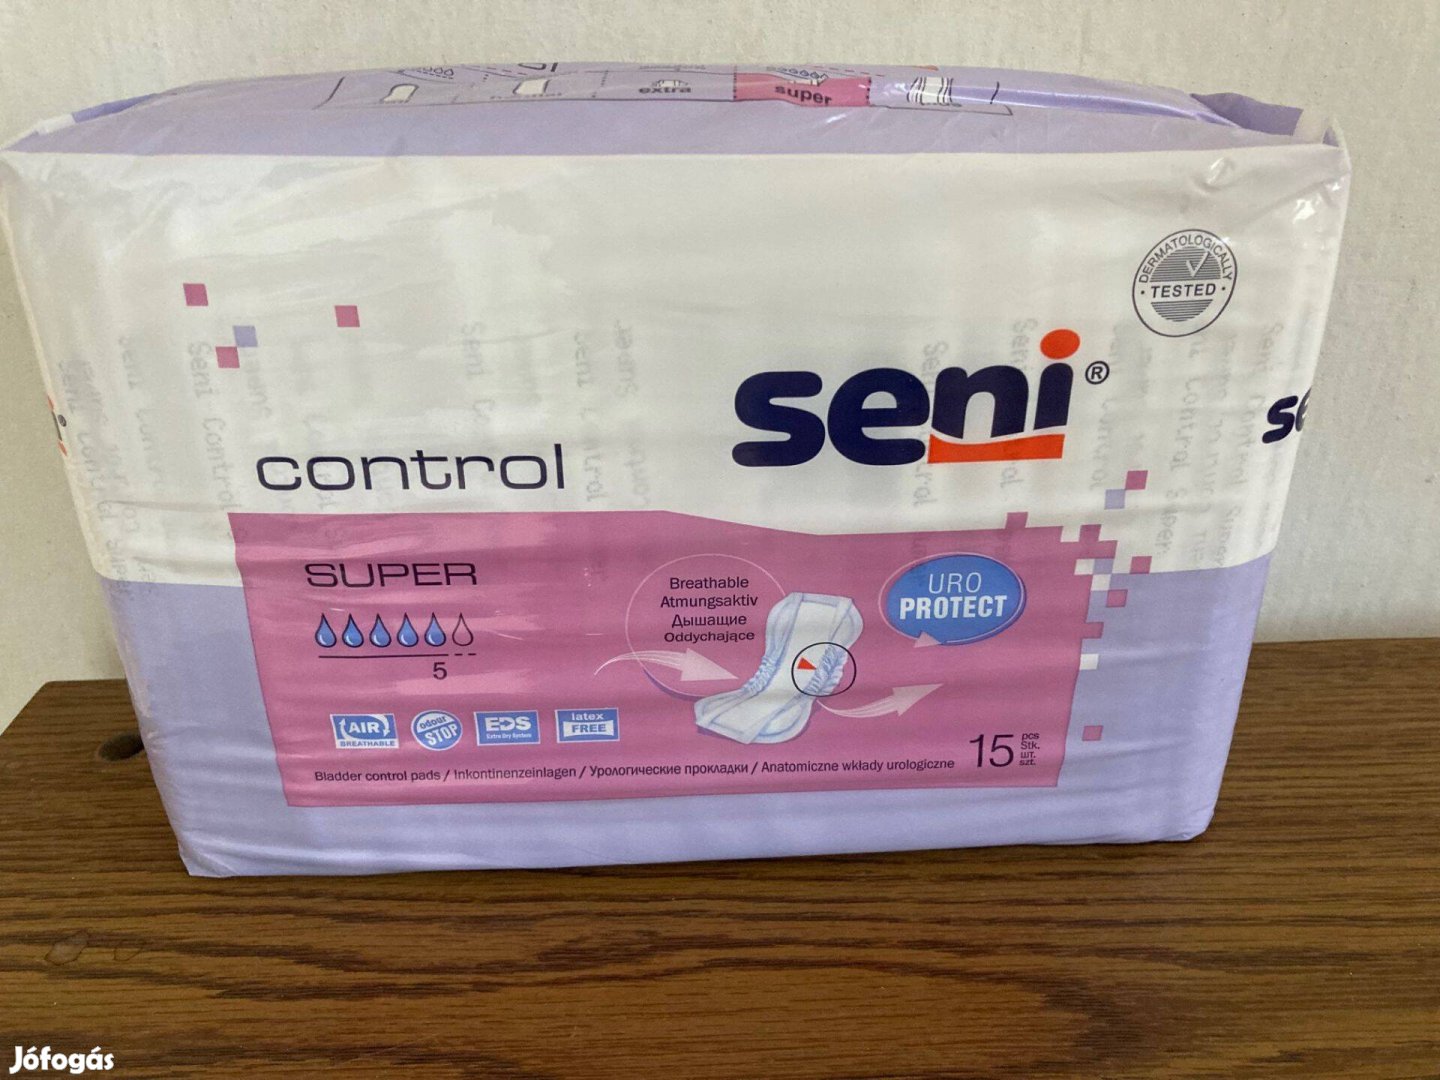 extra
super
DERMATOLOGICALLY
TESTED
seni®
control
SUPER
5
Breathable
Atmungsaktiv
Дышащие
Oddychające
URO
PROTECT
AIR
BREATHABLE
odour
STOP
EDS
Extra Dry System
latex
FREE
15 pcs
Stk.
шт.
szt.
Bladder control pads / Inkontinenzeinlagen / Урологические прокладки / Anatomiczne wkłady urologiczne
Jófogás